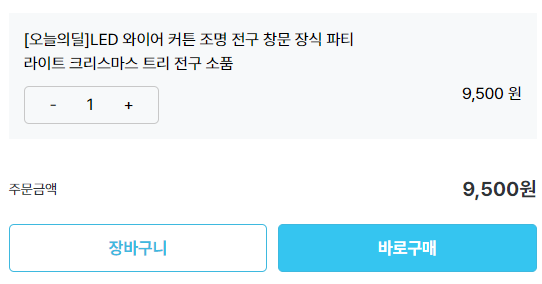 [오늘의딜]LED 와이어 커튼 조명 전구 창문 장식 파티
라이트 크리스마스 트리 전구 소품
- 1 +
9,500 원
주문금액
9,500원
장바구니
바로구매